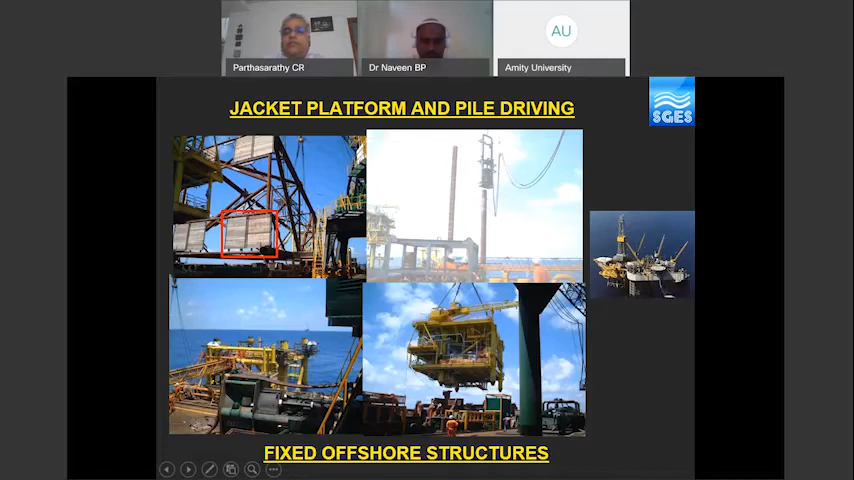 Parthasarathy CR
Dr Naveen BP
AU
Amity University
JACKET PLATFORM AND PILE DRIVING
SGES
FIXED OFFSHORE STRUCTURES